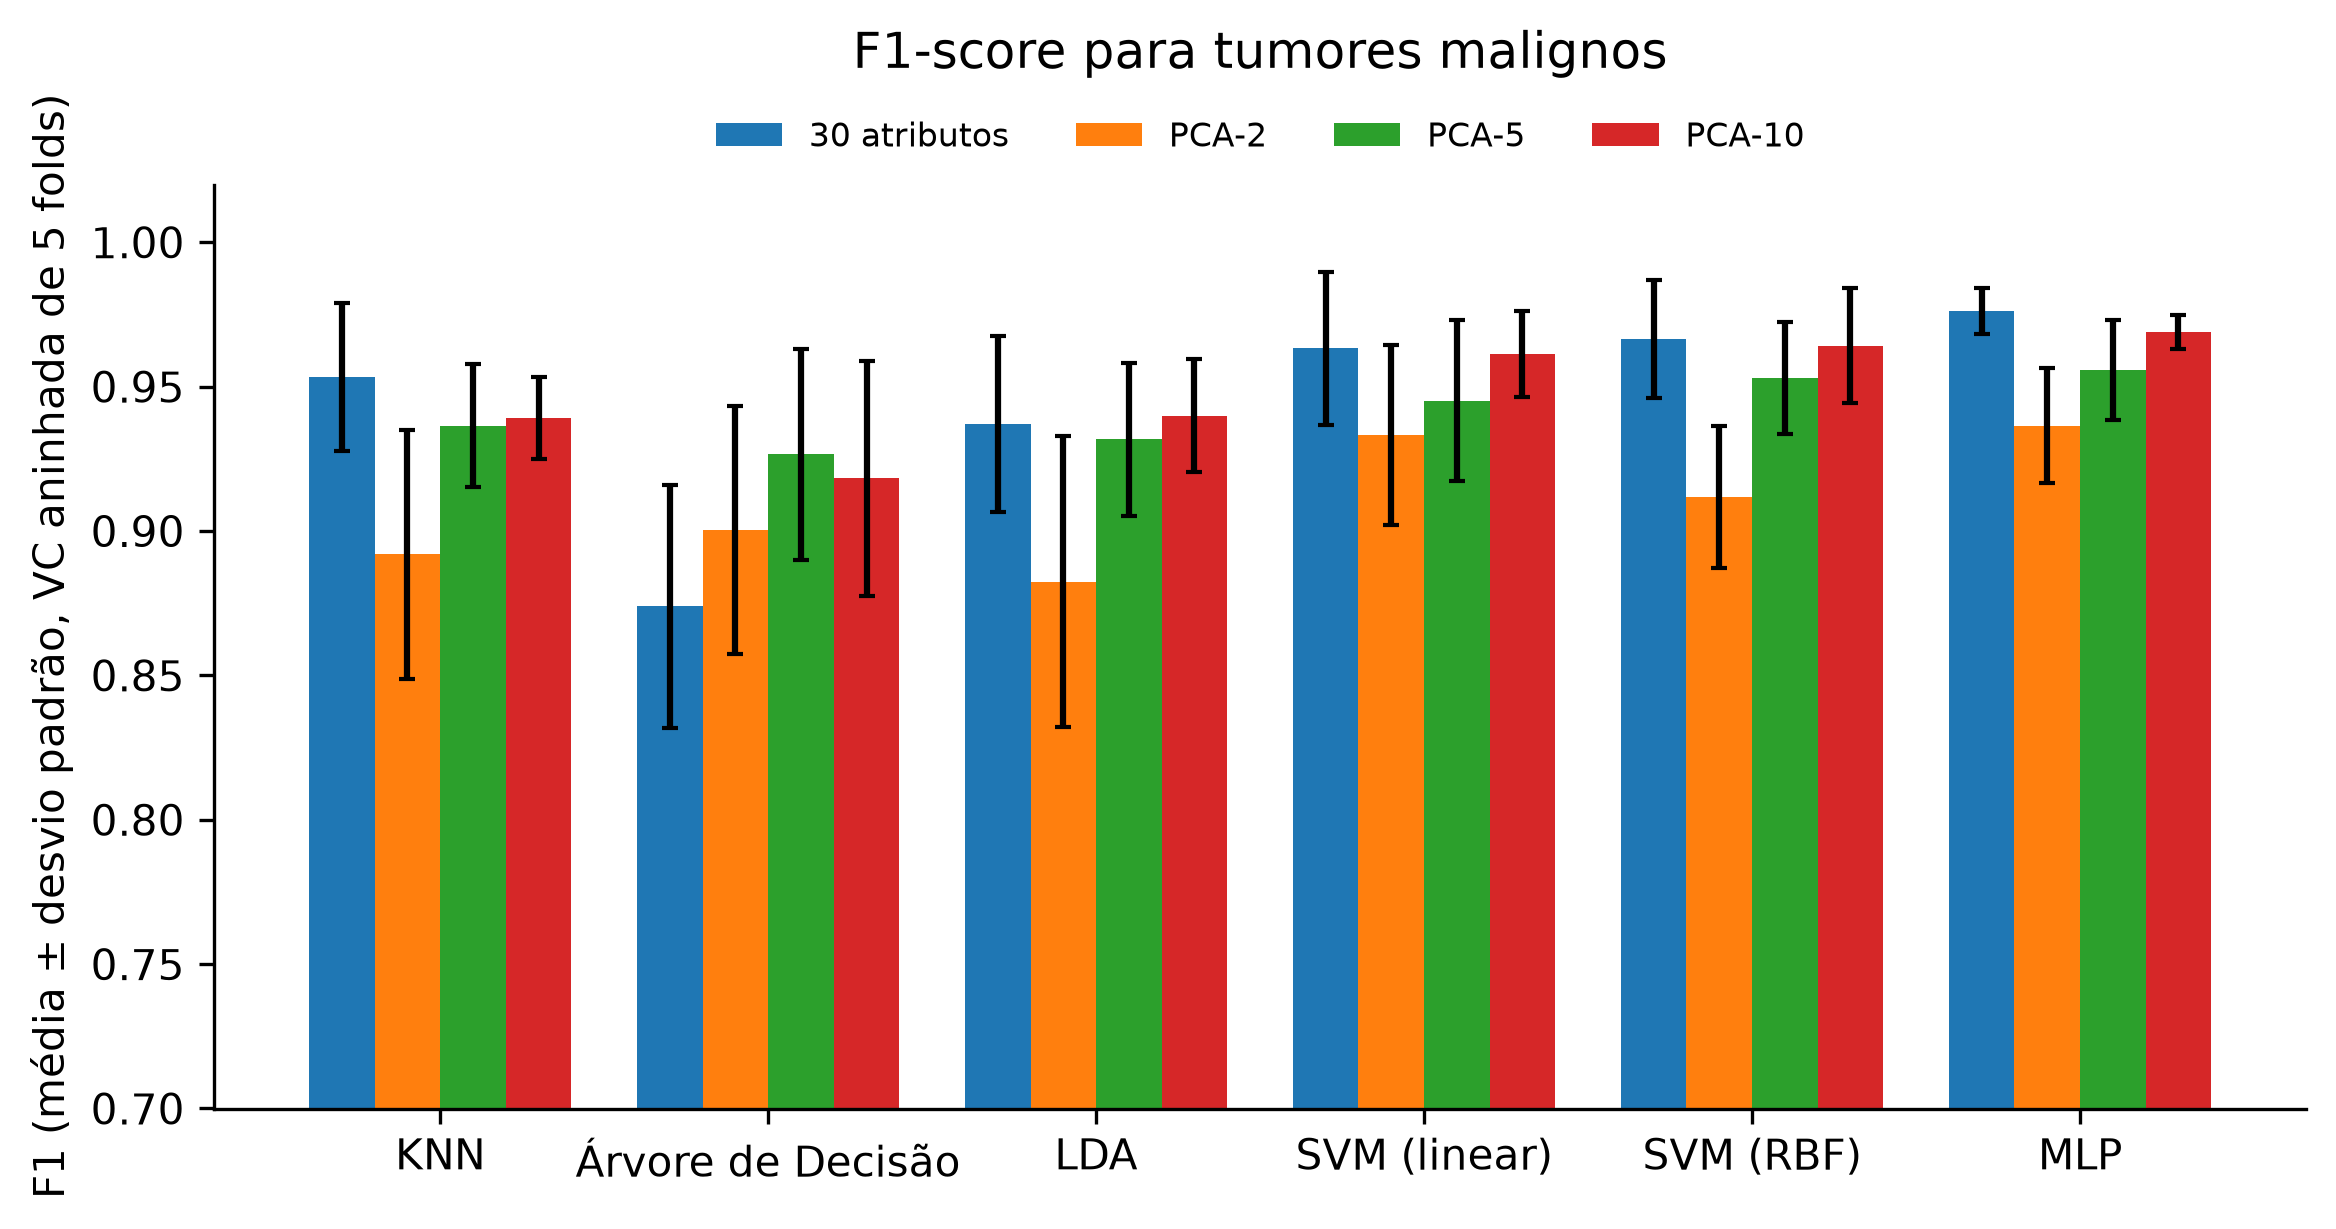 F1-score para tumores malignos
30 atributos PCA-2 PCA-5 PCA-10
F1 (média ± desvio padrão, VC aninhada de 5 folds)
1.00
0.95
0.90
0.85
0.80
0.75
0.70
KNN Árvore de Decisão LDA SVM (linear) SVM (RBF) MLP